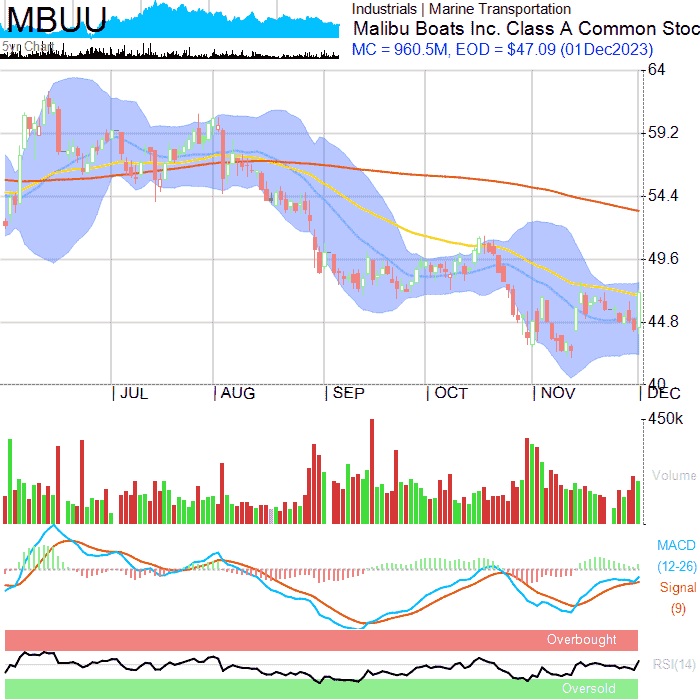 MBUU
5yr Chart
Industrials | Marine Transportation
Malibu Boats Inc. Class A Common Stoc
MC = 960.5M, EOD = $47.09 (01Dec2023)
64
59.2
54.4
49.6
44.8
40
| JUL
| AUG
| SEP
| OCT
| NOV
| DEC
450k
Volume
MACD
(12-26)
Signal
(9)
Overbought
RSI(14)
Oversold